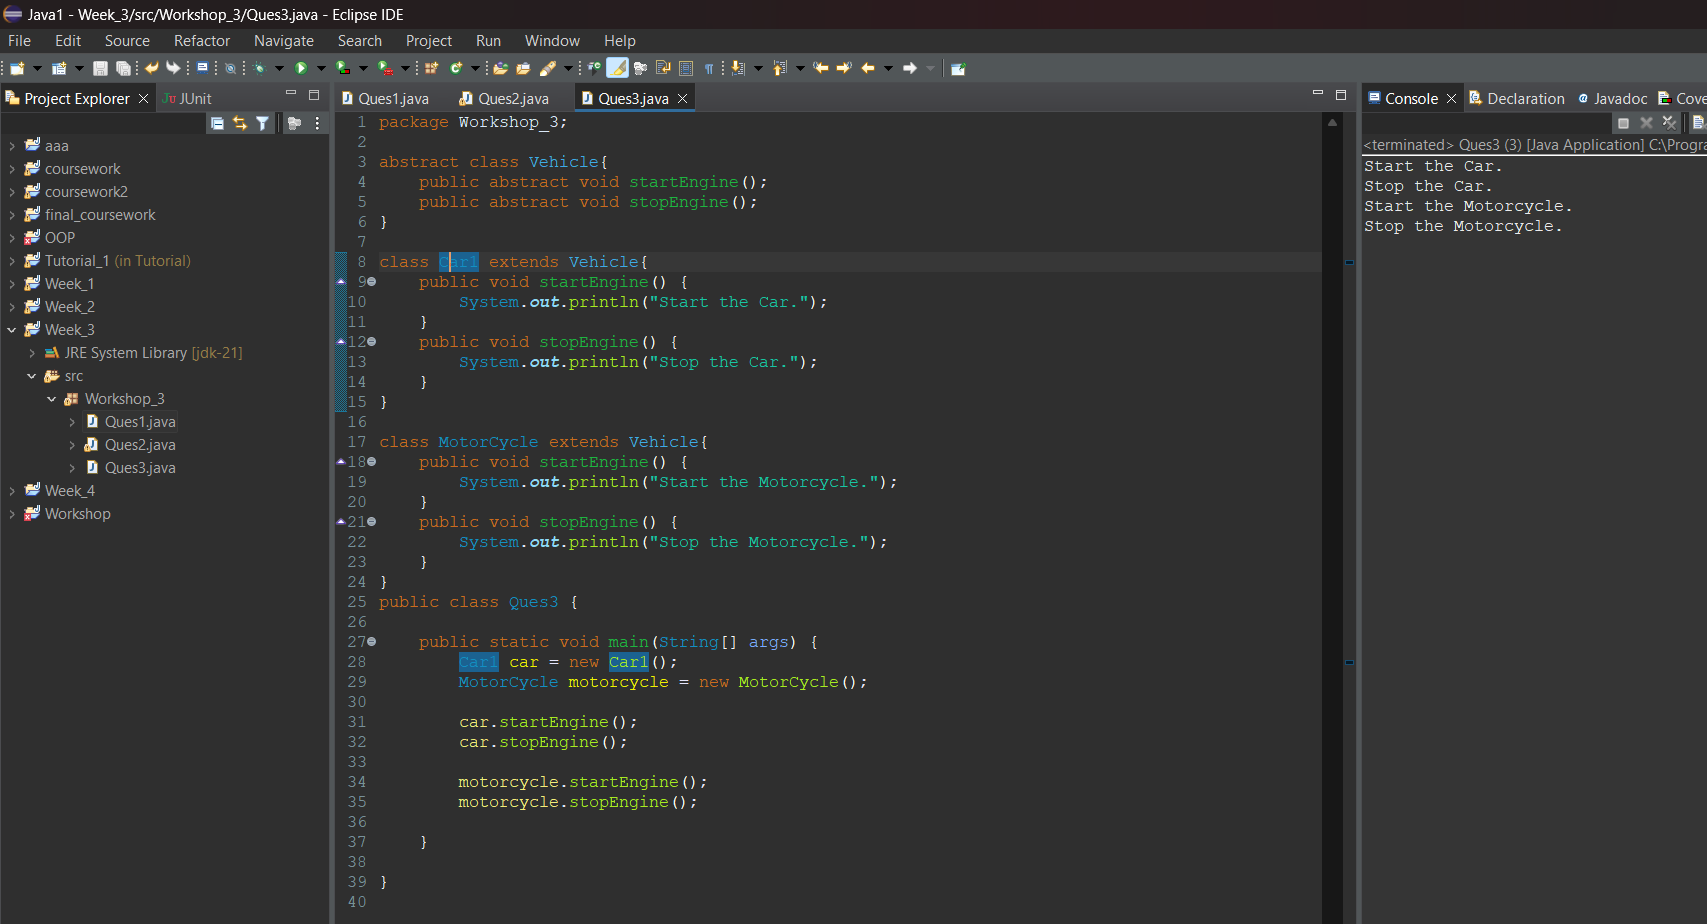 Java1 - Week_3/src/Workshop_3/Ques3.java - Eclipse IDE
File Edit Source Refactor Navigate Search Project Run Window Help
Project Explorer
JUnit
aaa
coursework
coursework2
final_coursework
OOP
Tutorial_1 (in Tutorial)
Week_1
Week_2
Week_3
JRE System Library [jdk-21]
src
Workshop_3
Ques1.java
Ques2.java
Ques3.java
Week_4
Workshop
Ques1.java Ques2.java Ques3.java
1 package Workshop_3;
2
3 abstract class Vehicle{
4     public abstract void startEngine();
5     public abstract void stopEngine();
6 }
7
8 class Car1 extends Vehicle{
9     public void startEngine() {
10         System.out.println("Start the Car.");
11     }
12     public void stopEngine() {
13         System.out.println("Stop the Car.");
14     }
15 }
16
17 class MotorCycle extends Vehicle{
18     public void startEngine() {
19         System.out.println("Start the Motorcycle.");
20     }
21     public void stopEngine() {
22         System.out.println("Stop the Motorcycle.");
23     }
24 }
25 public class Ques3 {
26
27     public static void main(String[] args) {
28         Car1 car = new Car1();
29         MotorCycle motorcycle = new MotorCycle();
30
31         car.startEngine();
32         car.stopEngine();
33
34         motorcycle.startEngine();
35         motorcycle.stopEngine();
36
37     }
38
39 }
40
Console Declaration Javadoc Cove
<terminated> Ques3 (3) [Java Application] C:\Progra
Start the Car.
Stop the Car.
Start the Motorcycle.
Stop the Motorcycle.